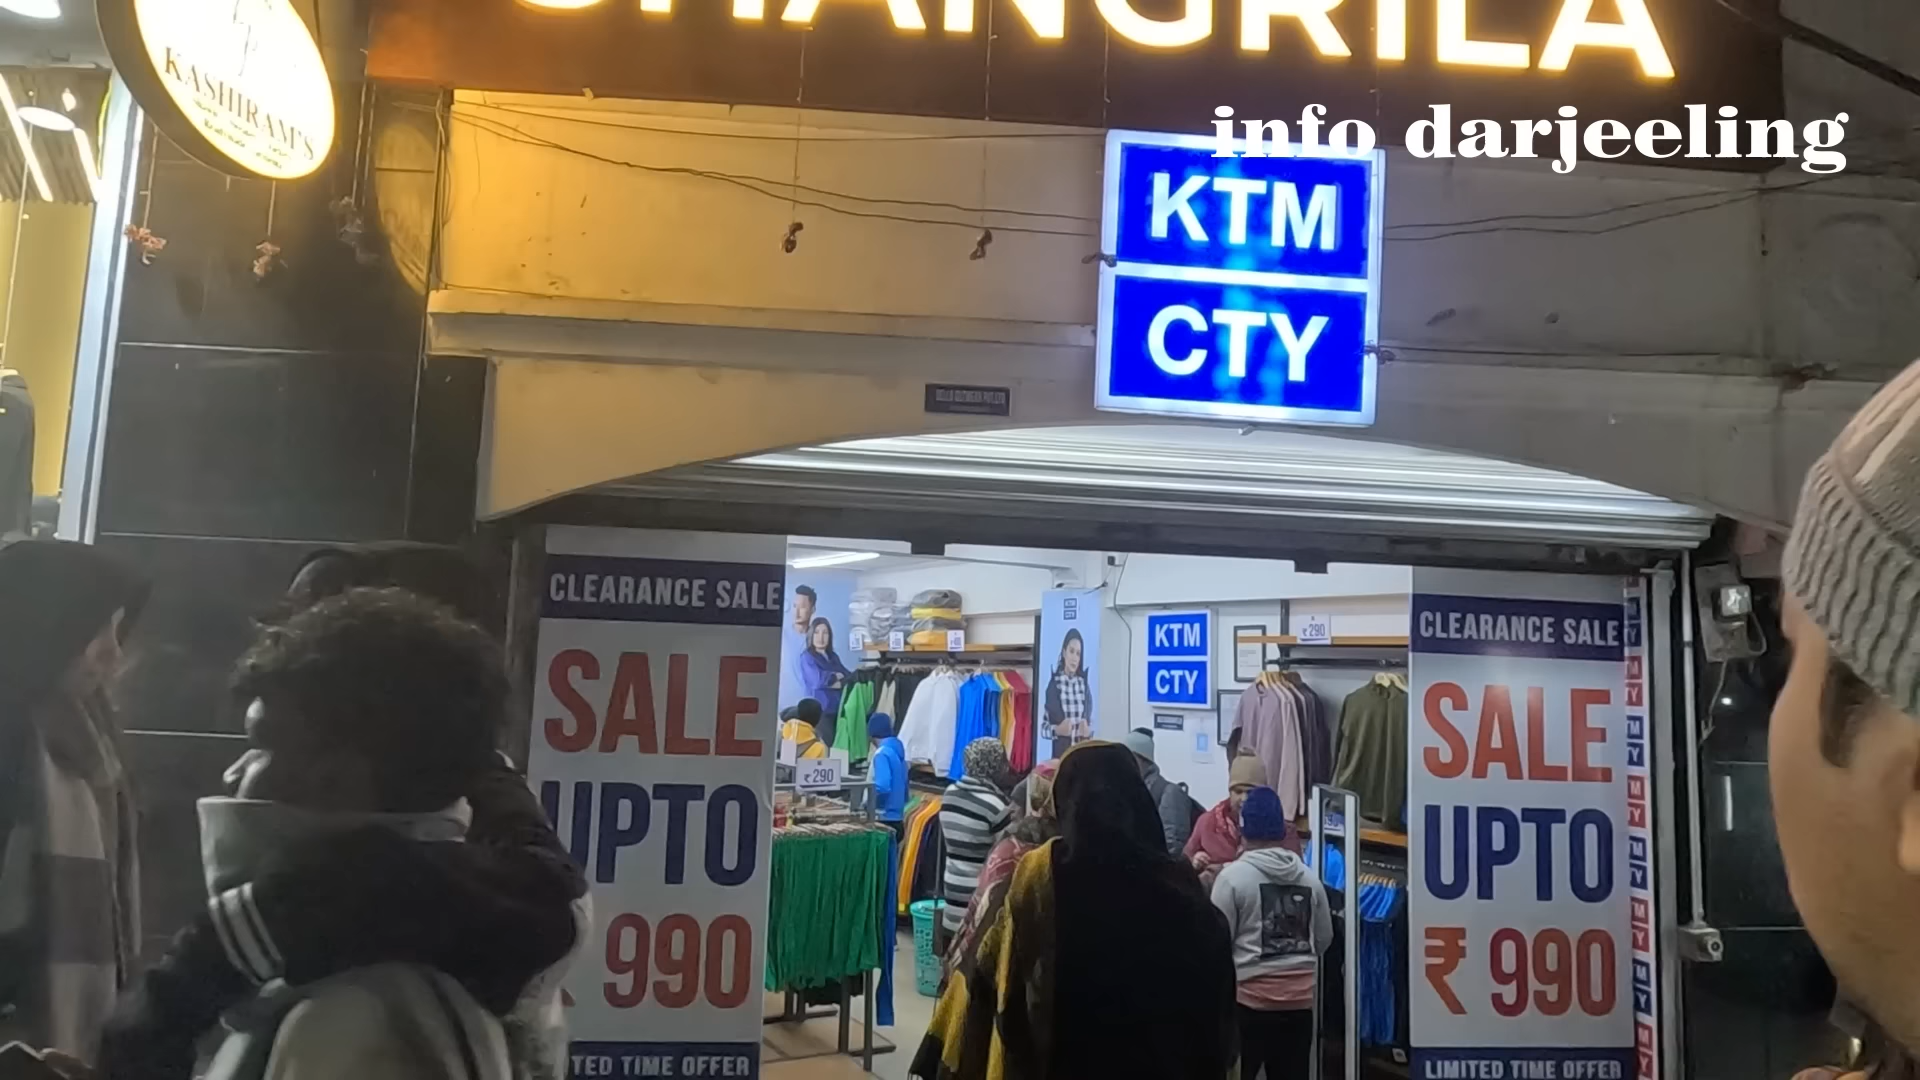 SHANGRILA
KASHIRAM'S
info darjeeling
KTM
CTY
CLEARANCE SALE
SALE
UPTO
990
TED TIME OFFER
₹290
KTM
CTY
₹290
CLEARANCE SALE
SALE
UPTO
₹ 990
LIMITED TIME OFFER